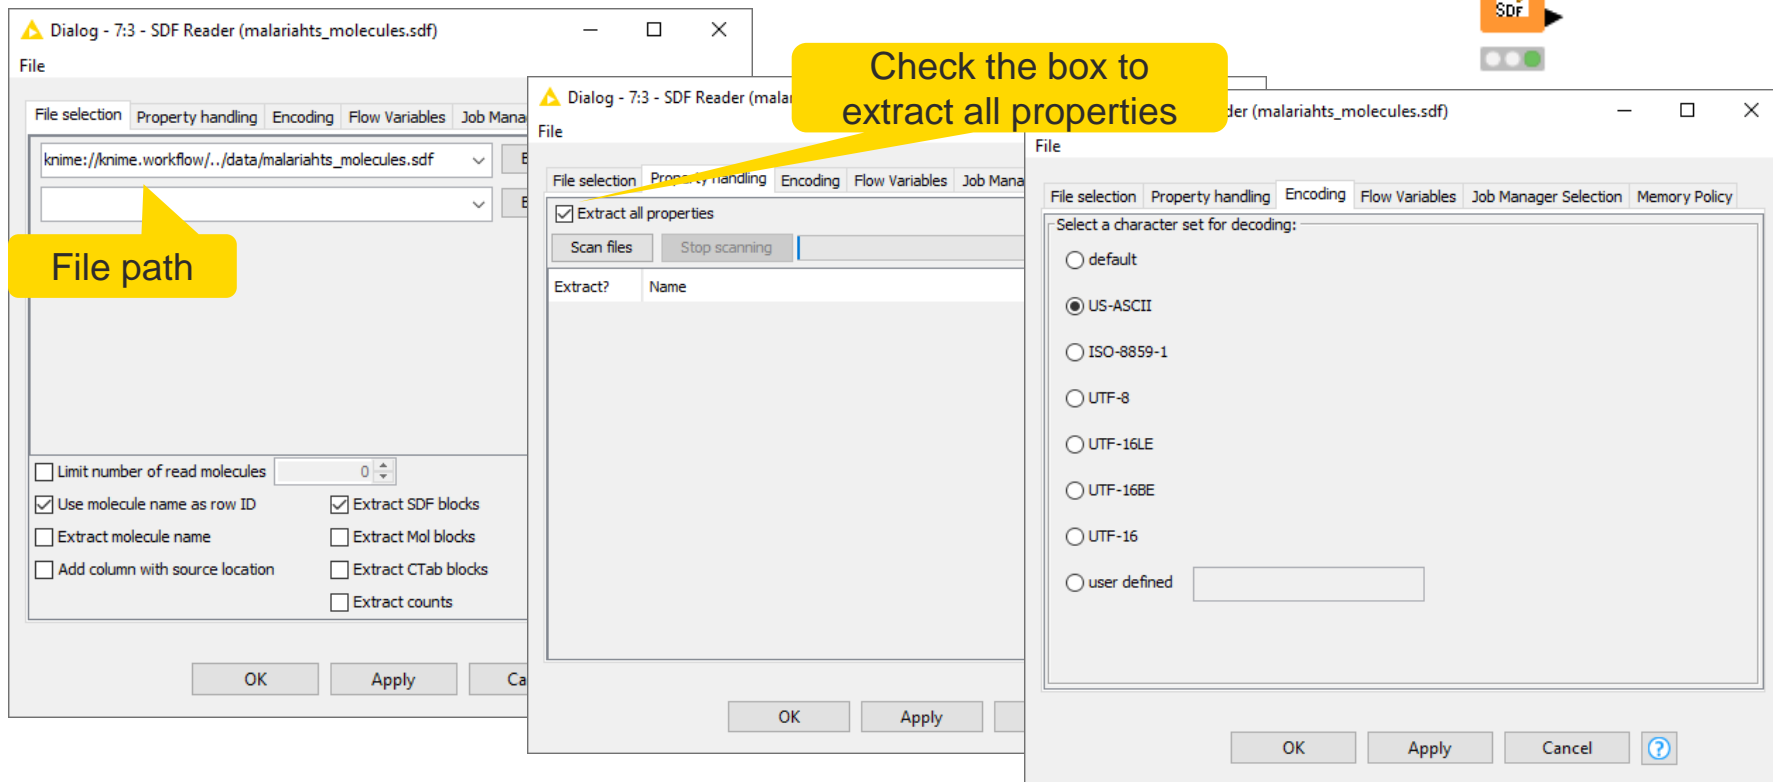 SDF
Dialog - 7:3 - SDF Reader (malariahts_molecules.sdf)
File
File selection Property handling Encoding Flow Variables Job Mana
knime://knime.workflow/../data/malariahts_molecules.sdf
File path
Limit number of read molecules 0
Use molecule name as row ID Extract SDF blocks
Extract molecule name Extract Mol blocks
Add column with source location Extract CTab blocks
Extract counts
OK Apply Ca
Check the box to
extract all properties
Dialog - 7:3 - SDF Reader (mala
File
File selection Property handling Encoding Flow Variables Job Mana
Extract all properties
Scan files Stop scanning
Extract? Name
OK Apply
der (malariahts_molecules.sdf)
File
File selection Property handling Encoding Flow Variables Job Manager Selection Memory Policy
Select a character set for decoding:
default
US-ASCII
ISO-8859-1
UTF-8
UTF-16LE
UTF-16BE
UTF-16
user defined
OK Apply Cancel ?